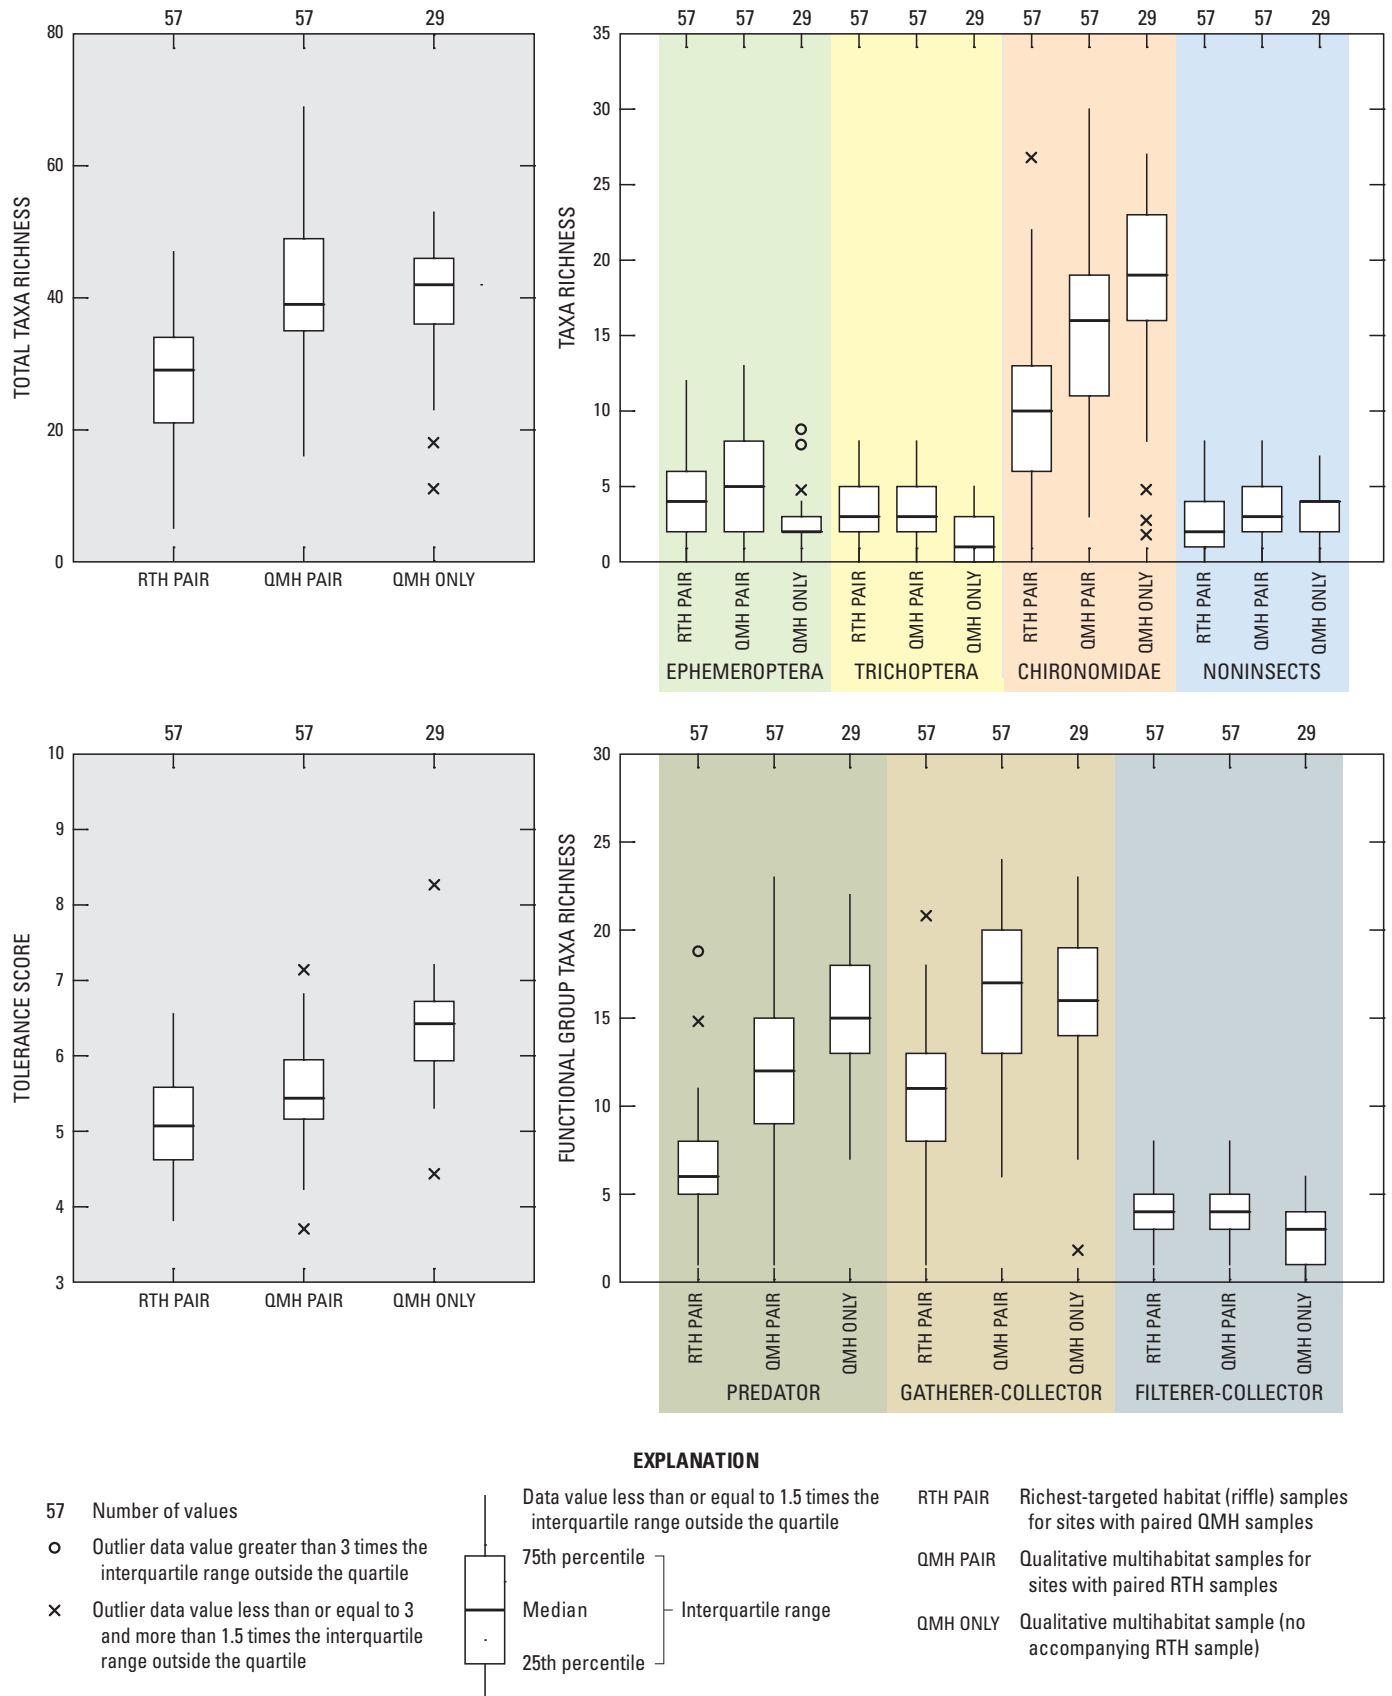 57 57 29
57 57 29 57 57 29 57 57 29 57 57 29
80
60
40
20
0
TOTAL TAXA RICHNESS
RTH PAIR QMH PAIR QMH ONLY
35
30
25
20
15
10
5
0
TAXA RICHNESS
RTH PAIR QMH PAIR QMH ONLY RTH PAIR QMH PAIR QMH ONLY RTH PAIR QMH PAIR QMH ONLY RTH PAIR QMH PAIR QMH ONLY
EPHEMEROPTERA TRICHOPTERA CHIRONOMIDAE NONINSECTS
57 57 29
10
9
8
7
6
5
4
3
TOLERANCE SCORE
RTH PAIR QMH PAIR QMH ONLY
57 57 29 57 57 29 57 57 29
30
25
20
15
10
5
0
FUNCTIONAL GROUP TAXA RICHNESS
RTH PAIR QMH PAIR QMH ONLY RTH PAIR QMH PAIR QMH ONLY RTH PAIR QMH PAIR QMH ONLY
PREDATOR GATHERER-COLLECTOR FILTERER-COLLECTOR
EXPLANATION
57 Number of values
Outlier data value greater than 3 times the
interquartile range outside the quartile
Outlier data value less than or equal to 3
and more than 1.5 times the interquartile
range outside the quartile
Data value less than or equal to 1.5 times the
interquartile range outside the quartile
75th percentile
Median
Interquartile range
25th percentile
RTH PAIR Richest-targeted habitat (riffle) samples
for sites with paired QMH samples
QMH PAIR Qualitative multihabitat samples for
sites with paired RTH samples
QMH ONLY Qualitative multihabitat sample (no
accompanying RTH sample)